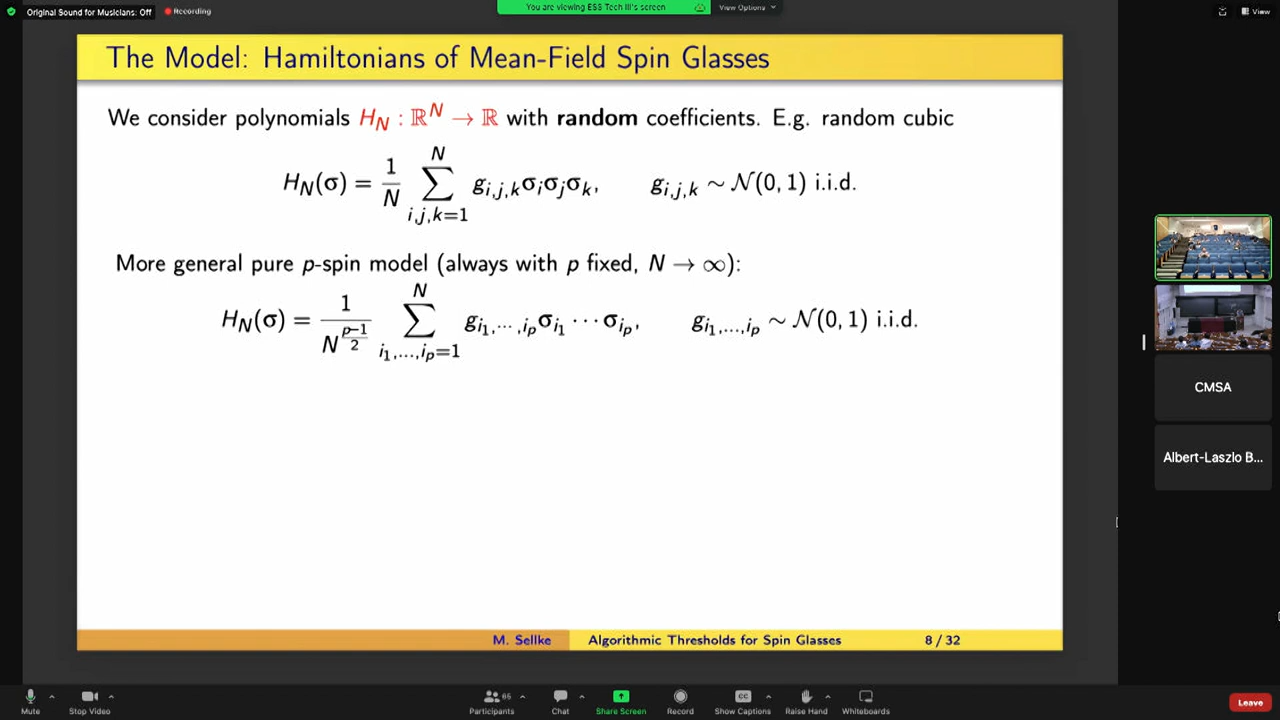 Original Sound for Musicians: Off
Recording
You are viewing ESS Tech III's screen
View Options
View
The Model: Hamiltonians of Mean-Field Spin Glasses
We consider polynomials H_N : ℝ^N → ℝ with random coefficients. E.g. random cubic
H_N(σ) = 1/N ∑_{i,j,k=1}^N g_{i,j,k}σ_iσ_jσ_k, g_{i,j,k} ~ N(0, 1) i.i.d.
More general pure p-spin model (always with p fixed, N → ∞):
H_N(σ) = 1/N^{(p−1)/2} ∑_{i_1,...,i_p=1}^N g_{i_1,···,i_p}σ_{i_1} ··· σ_{i_p}, g_{i_1,...,i_p} ~ N(0, 1) i.i.d.
M. Sellke
Algorithmic Thresholds for Spin Glasses
8 / 32
CMSA
Albert-Laszlo B...
Mute
Stop Video
65
Participants
Chat
Share Screen
Record
CC
Show Captions
Raise Hand
Whiteboards
Leave